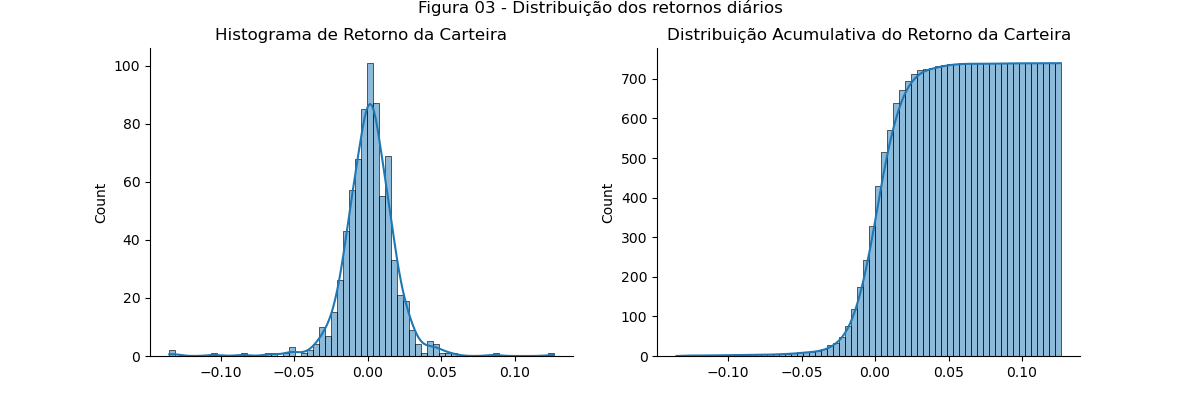 Figura 03 - Distribuição dos retornos diários
Histograma de Retorno da Carteira
100
80
60
40
20
0
Count
−0.10 −0.05 0.00 0.05 0.10
Distribuição Acumulativa do Retorno da Carteira
700
600
500
400
300
200
100
0
Count
−0.10 −0.05 0.00 0.05 0.10